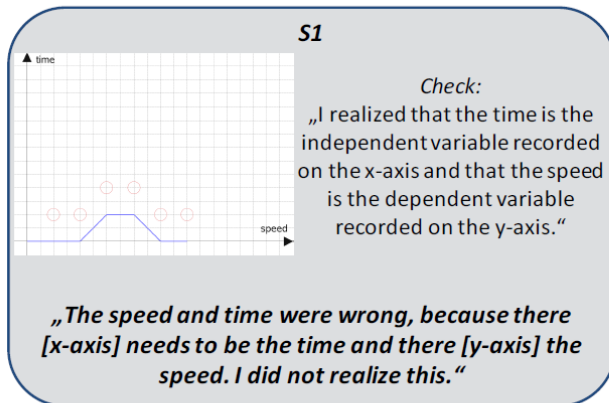 S1
time
speed
Check:
„I realized that the time is the
independent variable recorded
on the x-axis and that the speed
is the dependent variable
recorded on the y-axis.“
„The speed and time were wrong, because there
[x-axis] needs to be the time and there [y-axis] the
speed. I did not realize this.“